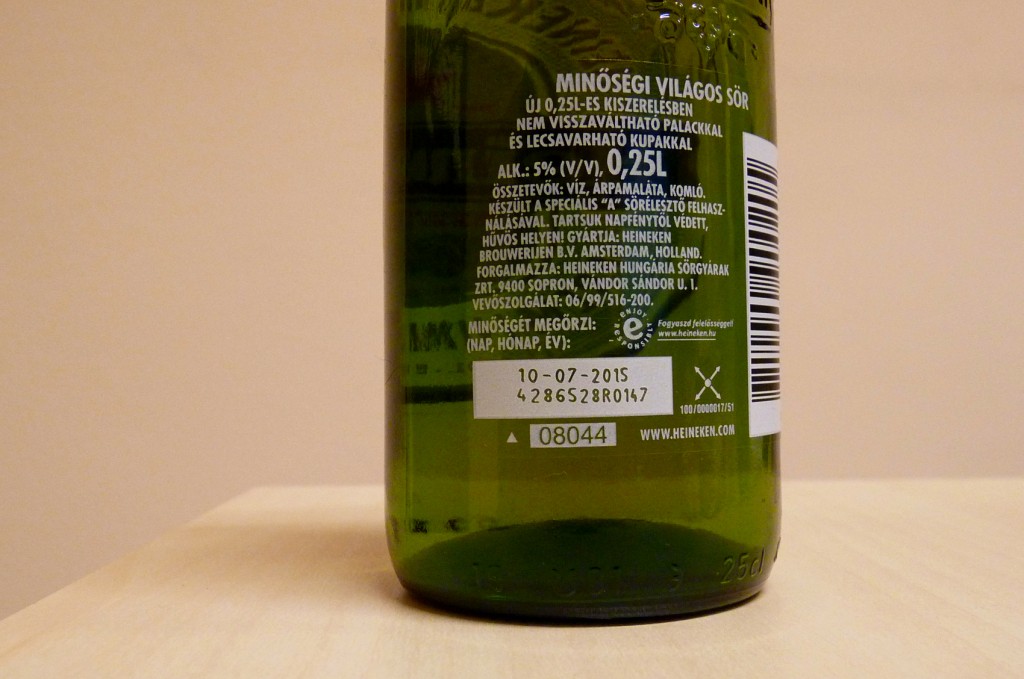 MINŐSÉGI VILÁGOS SÖR
ÚJ 0,25L-ES KISZERELÉSBEN
NEM VISSZAVÁLTHATÓ PALACKKAL
ÉS LECSAVARHATÓ KUPAKKAL
ALK.: 5% (V/V), 0,25L
ÖSSZETEVŐK: VÍZ, ÁRPAMALÁTA, KOMLÓ.
KÉSZÜLT A SPECIÁLIS "A" SÖRÉLESZTŐ FELHASZ-
NÁLÁSÁVAL. TARTSUK NAPFÉNYTŐL VÉDETT,
HŰVÖS HELYEN! GYÁRTJA: HEINEKEN
BROUWERIJEN B.V. AMSTERDAM, HOLLAND.
FORGALMAZZA: HEINEKEN HUNGÁRIA SÖRGYÁRAK
ZRT. 9400 SOPRON, VÁNDOR SÁNDOR U. 1.
VEVŐSZOLGÁLAT: 06/99/516-200.
MINŐSÉGÉT MEGŐRZI:
(NAP, HÓNAP, ÉV):
ENJOY e RESPONSIBLY
Fogyaszd felelősséggel!
www.heineken.hu
10-07-2015
4286528R0147
100/0000017/51
08044
WWW.HEINEKEN.COM
25cl